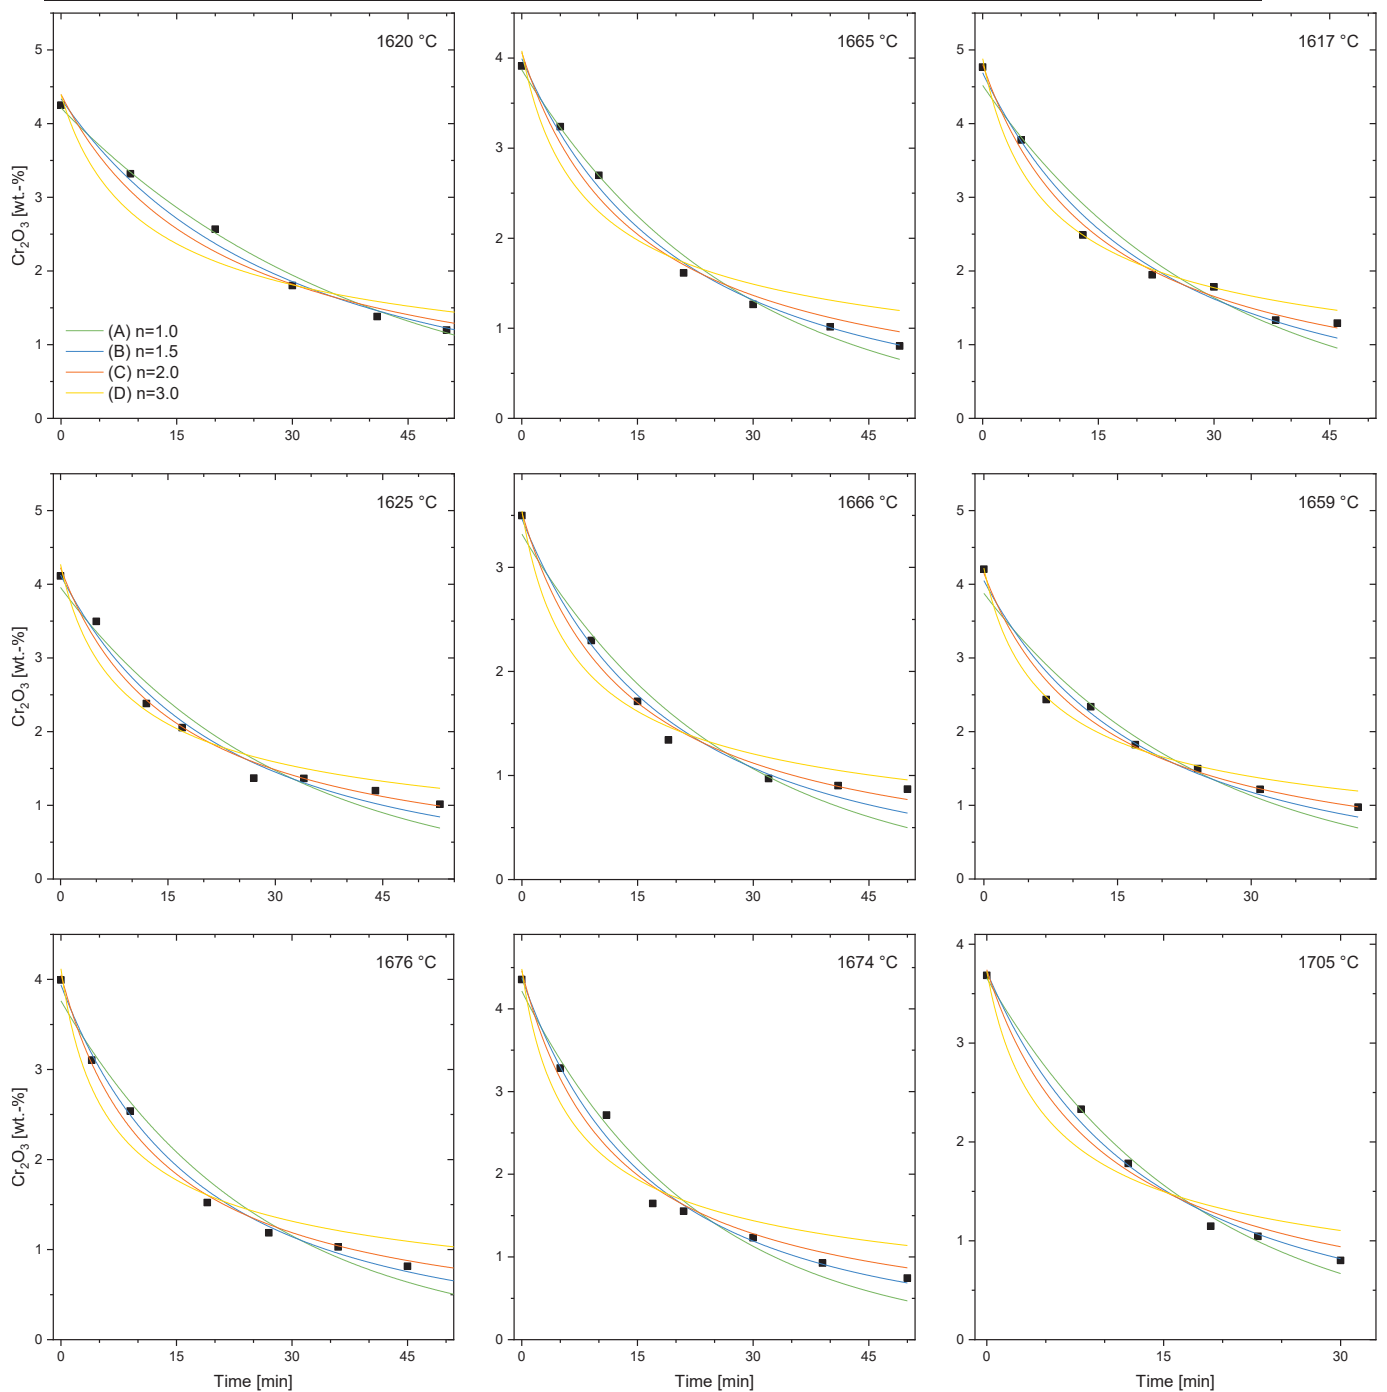 1620 °C
5
4
3
2
1
0
Cr₂O₃ [wt.-%]
(A) n=1.0
(B) n=1.5
(C) n=2.0
(D) n=3.0
0 15 30 45
1665 °C
4
3
2
1
0
0 15 30 45
1617 °C
5
4
3
2
1
0
0 15 30 45
1625 °C
5
4
3
2
1
0
Cr₂O₃ [wt.-%]
0 15 30 45
1666 °C
3
2
1
0
0 15 30 45
1659 °C
5
4
3
2
1
0
0 15 30
1676 °C
4
3
2
1
0
Cr₂O₃ [wt.-%]
0 15 30 45
Time [min]
1674 °C
4
3
2
1
0
0 15 30 45
Time [min]
1705 °C
4
3
2
1
0
0 15 30
Time [min]